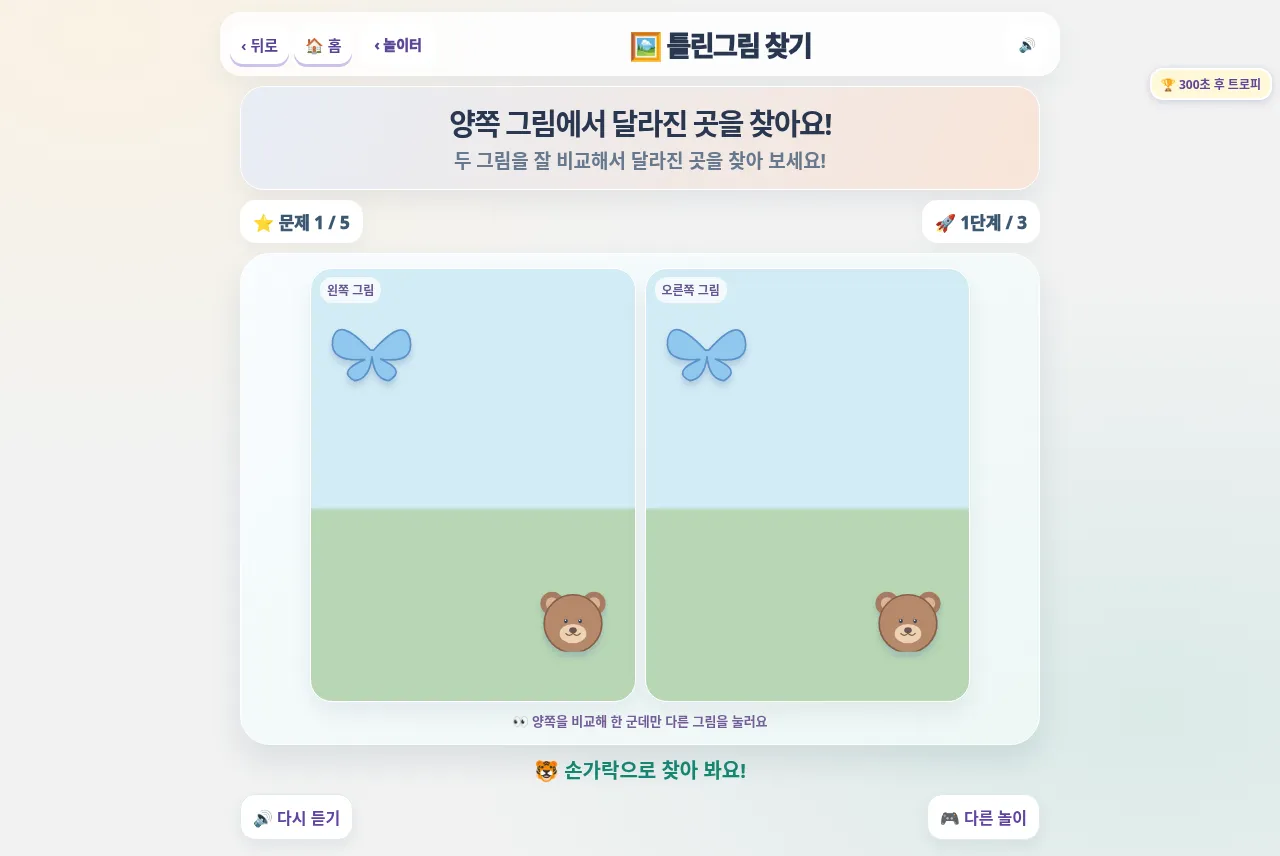 ‹ 뒤로
🏠 홈
‹ 놀이터
🖼️ 틀린그림 찾기
🔊
🏆 300초 후 트로피
양쪽 그림에서 달라진 곳을 찾아요!
두 그림을 잘 비교해서 달라진 곳을 찾아 보세요!
⭐ 문제 1 / 5
🚀 1단계 / 3
왼쪽 그림
오른쪽 그림
👀 양쪽을 비교해 한 군데만 다른 그림을 눌러요
🐯 손가락으로 찾아 봐요!
🔊 다시 듣기
🎮 다른 놀이